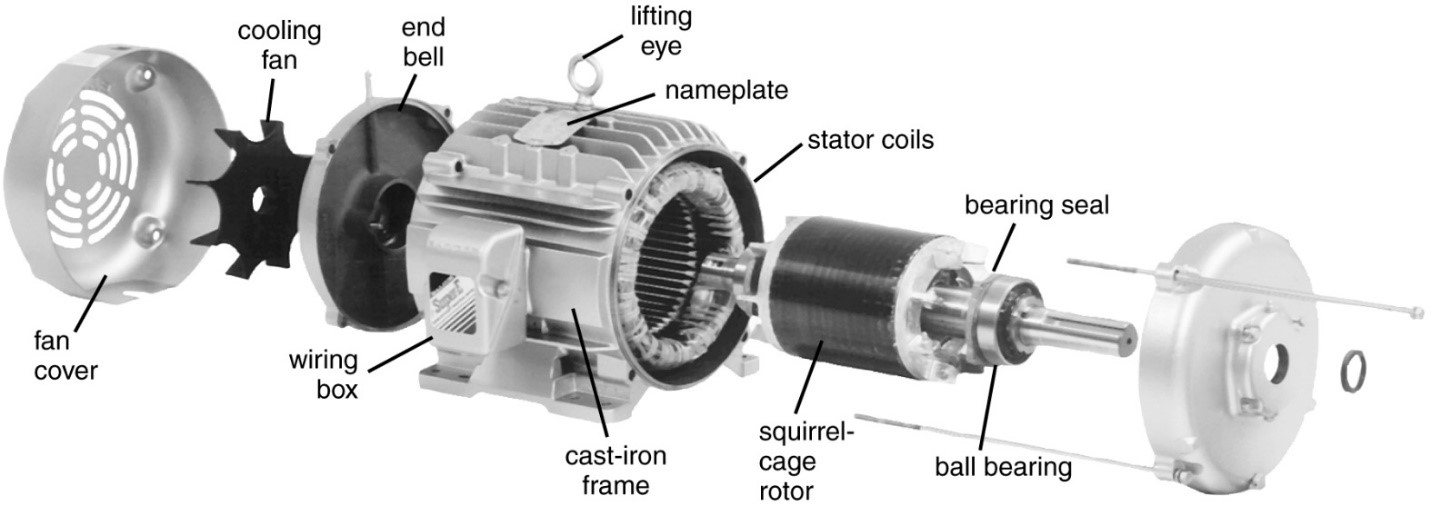 cooling
fan
end
bell
lifting
eye
nameplate
stator coils
bearing seal
fan
cover
wiring
box
Super-E
cast-iron
frame
squirrel-
cage
rotor
ball bearing